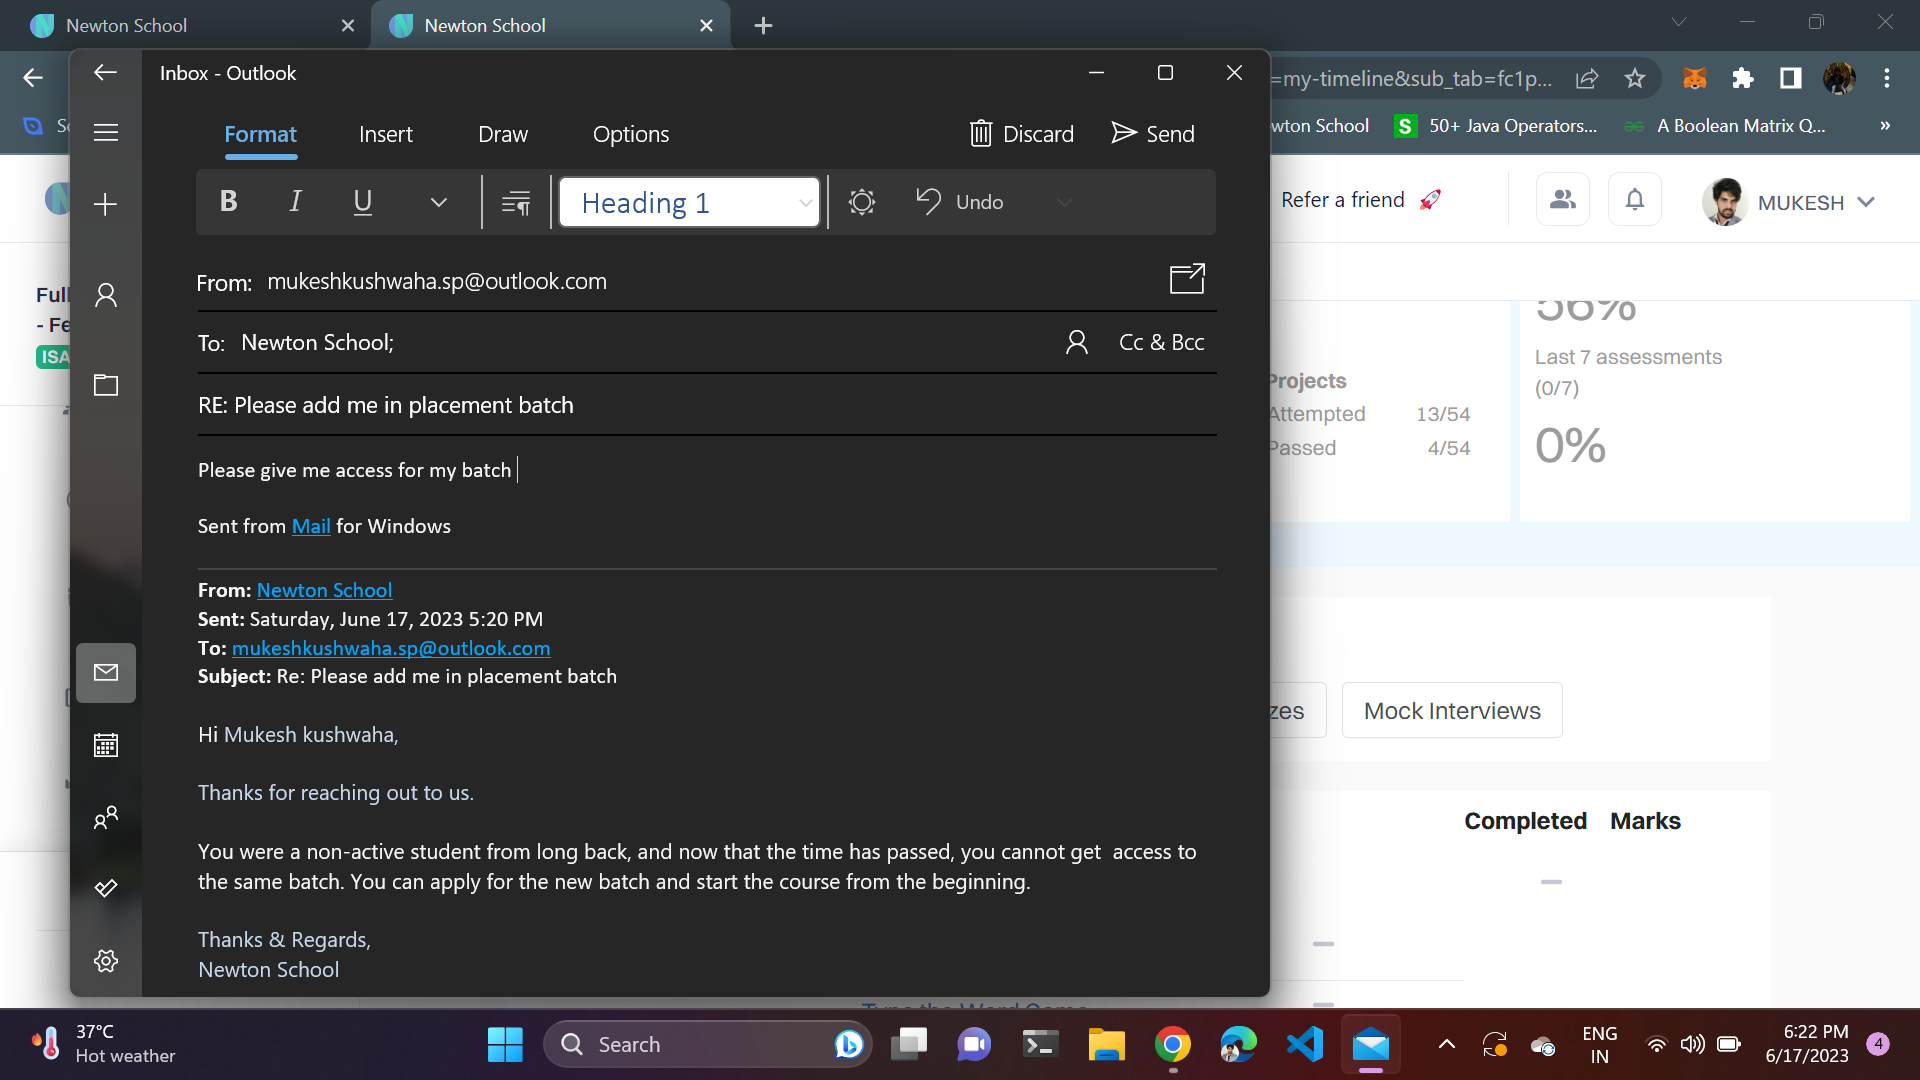 Newton School
Newton School
Inbox - Outlook
=my-timeline&sub_tab=fc1p...
Format Insert Draw Options Discard Send
wton School 50+ Java Operators... A Boolean Matrix Q...
B I U Heading 1 Undo
Refer a friend MUKESH
From: mukeshkushwaha.sp@outlook.com
To: Newton School; Cc & Bcc
RE: Please add me in placement batch
Please give me access for my batch
Sent from Mail for Windows
From: Newton School
Sent: Saturday, June 17, 2023 5:20 PM
To: mukeshkushwaha.sp@outlook.com
Subject: Re: Please add me in placement batch
Hi Mukesh kushwaha,
Thanks for reaching out to us.
You were a non-active student from long back, and now that the time has passed, you cannot get access to
the same batch. You can apply for the new batch and start the course from the beginning.
Thanks & Regards,
Newton School
Full
- Fe
ISA
56%
Last 7 assessments
(0/7)
0%
Projects
Attempted 13/54
Passed 4/54
zes Mock Interviews
Completed Marks
37°C
Hot weather
Search
ENG
IN
6:22 PM
6/17/2023
4